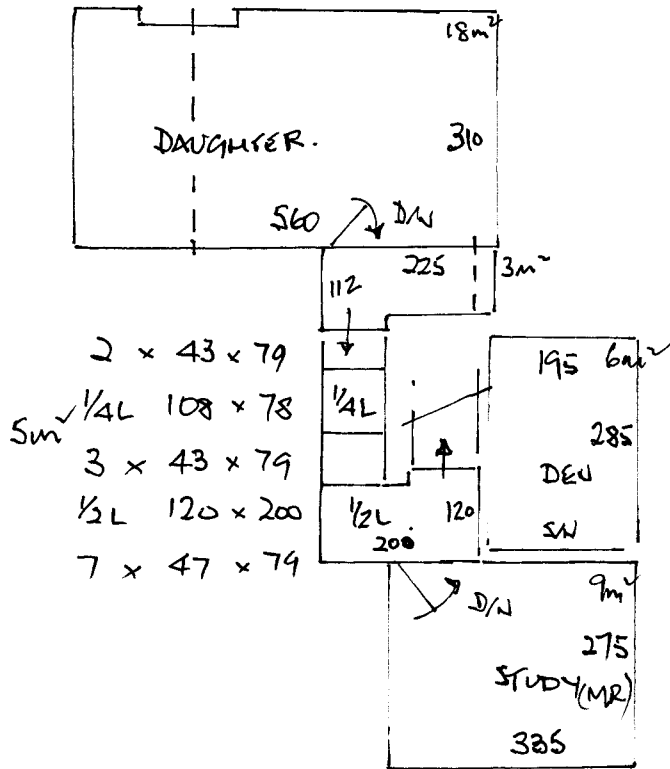 18m²
DAUGHTER. 310
560 D/N
225 3m²
112
2 x 43 x 79
195 6m²
1/4L 108 x 78
1/4L
5m²
285
3 x 43 x 79
DEN
1/2L 120 x 200
1/2L 120
S/N
200
7 x 47 x 79
9m²
D/N
275
STUDY (MR)
335